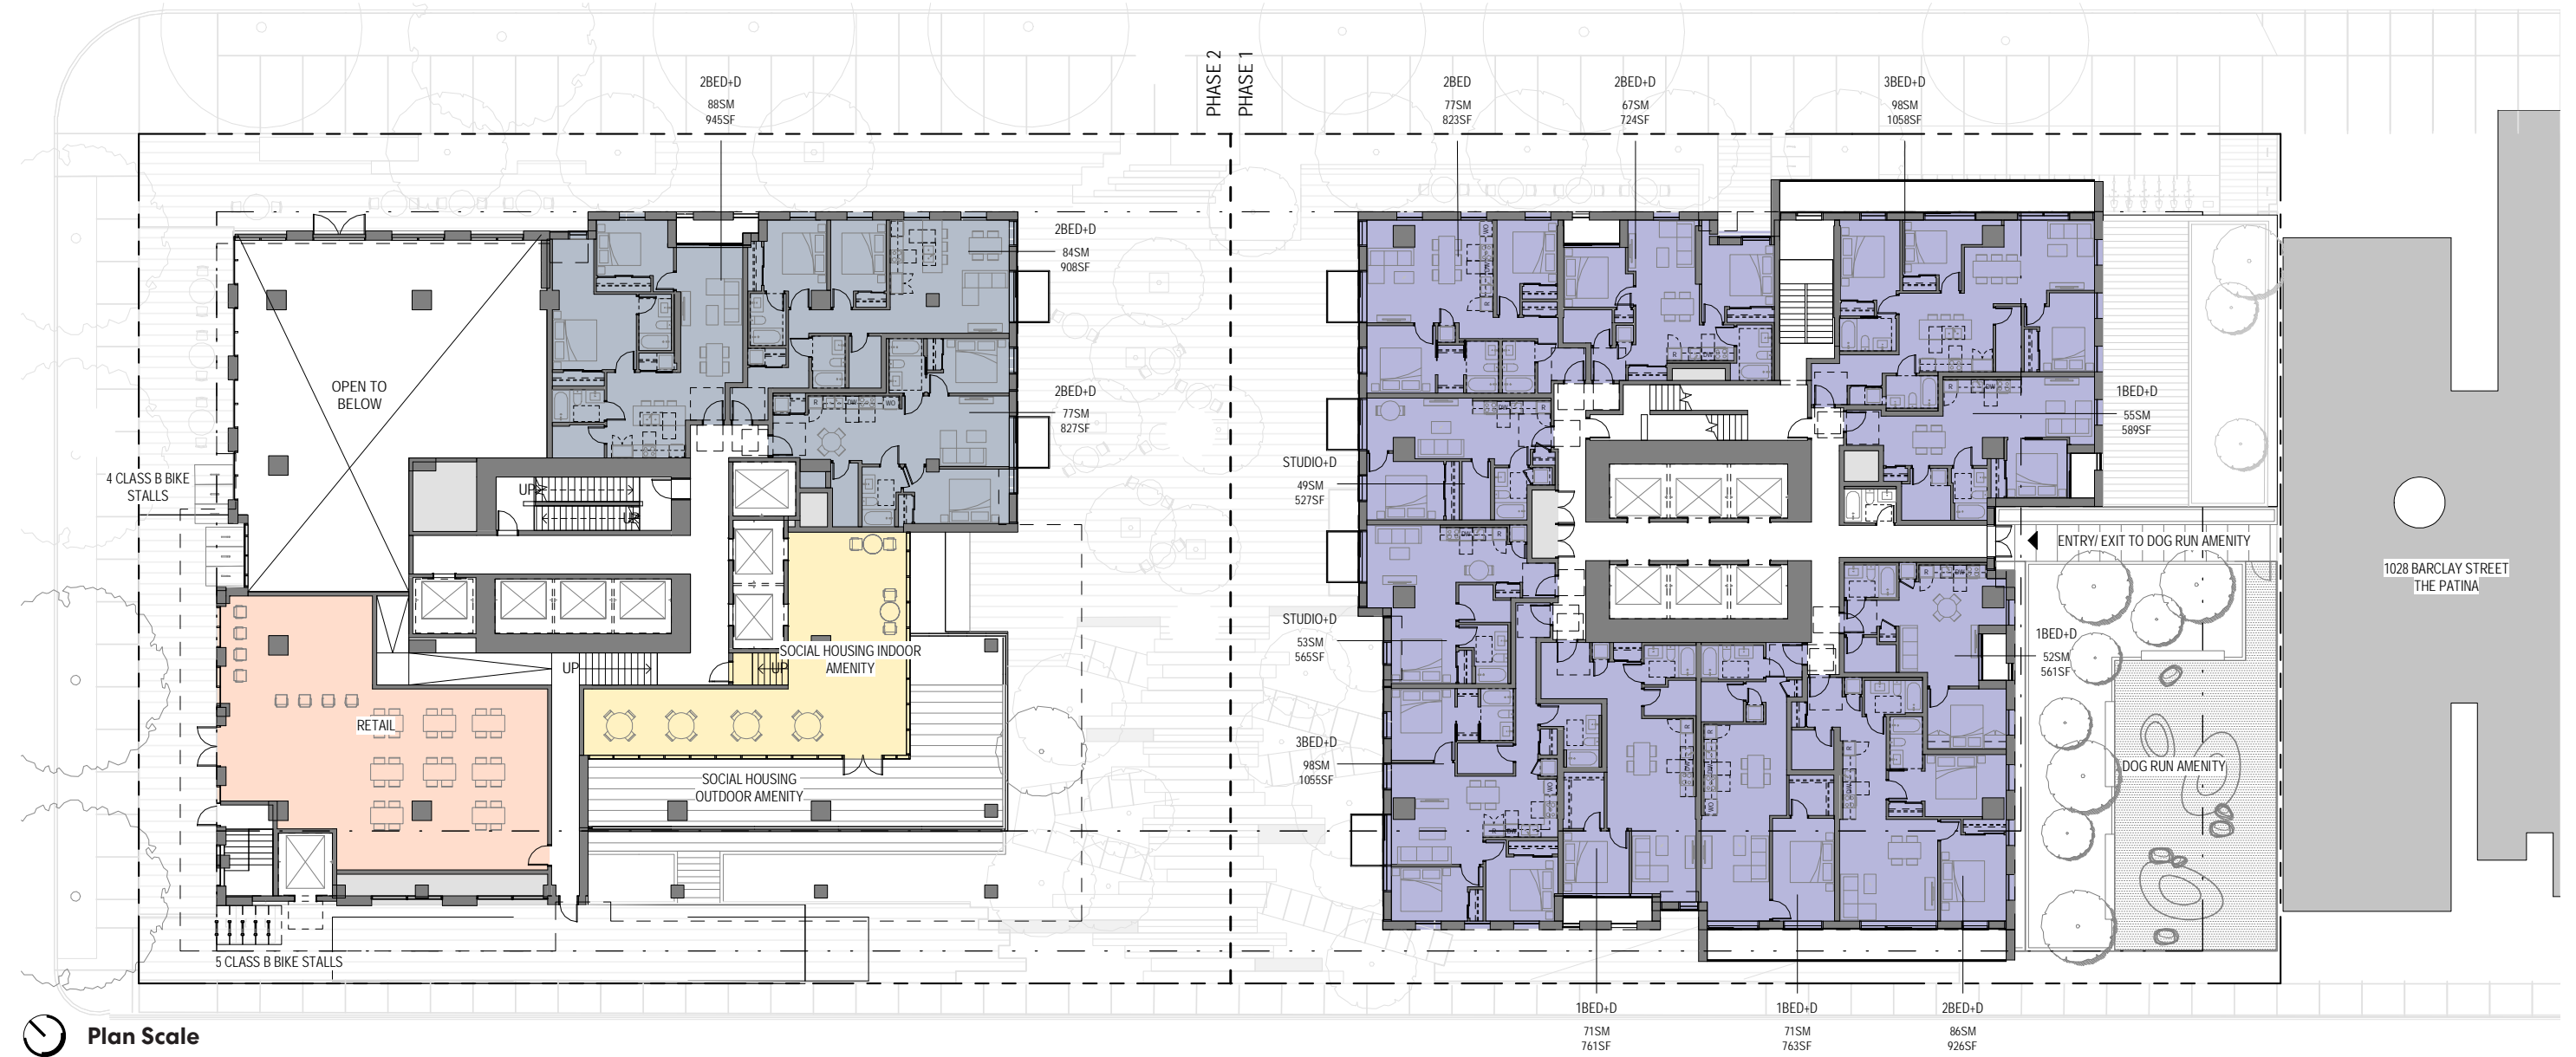 PHASE 2
PHASE 1
2BED+D
88SM
945SF
2BED
77SM
823SF
2BED+D
67SM
724SF
3BED+D
98SM
1058SF
2BED+D
84SM
908SF
OPEN TO
BELOW
2BED+D
77SM
827SF
1BED+D
55SM
589SF
4 CLASS B BIKE
STALLS
UP
STUDIO+D
49SM
527SF
ENTRY/ EXIT TO DOG RUN AMENITY
1028 BARCLAY STREET
THE PATINA
STUDIO+D
53SM
565SF
1BED+D
52SM
561SF
SOCIAL HOUSING INDOOR
AMENITY
UP
UP
RETAIL
3BED+D
98SM
1055SF
SOCIAL HOUSING
OUTDOOR AMENITY
DOG RUN AMENITY
5 CLASS B BIKE STALLS
1BED+D
71SM
761SF
1BED+D
71SM
763SF
2BED+D
86SM
926SF
Plan Scale